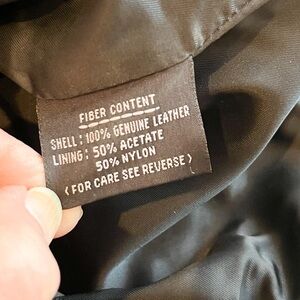 FIBER CONTENT
SHELL: 100% GENUINE LEATHER
LINING: 50% ACETATE
50% NYLON
(FOR CARE SEE REVERSE)